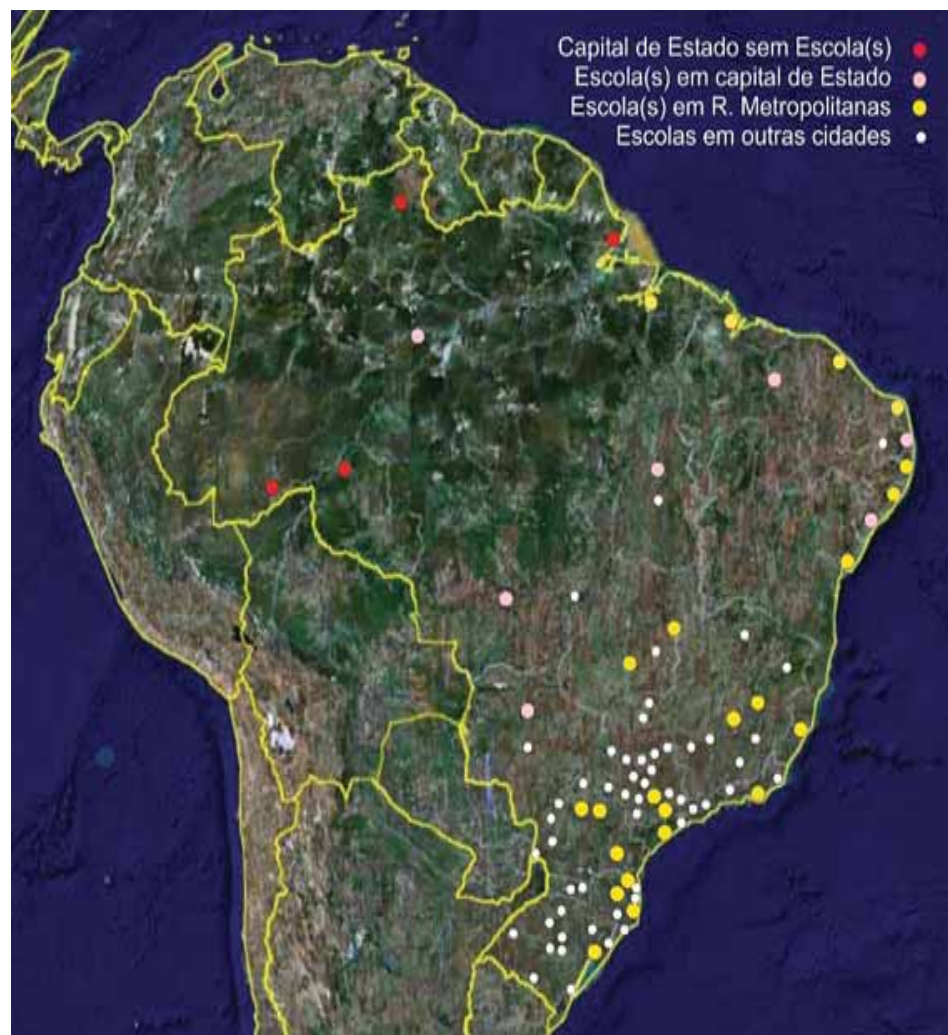 Capital de Estado sem Escola(s)
Escola(s) em capital de Estado
Escola(s) em R. Metropolitanas
Escolas em outras cidades